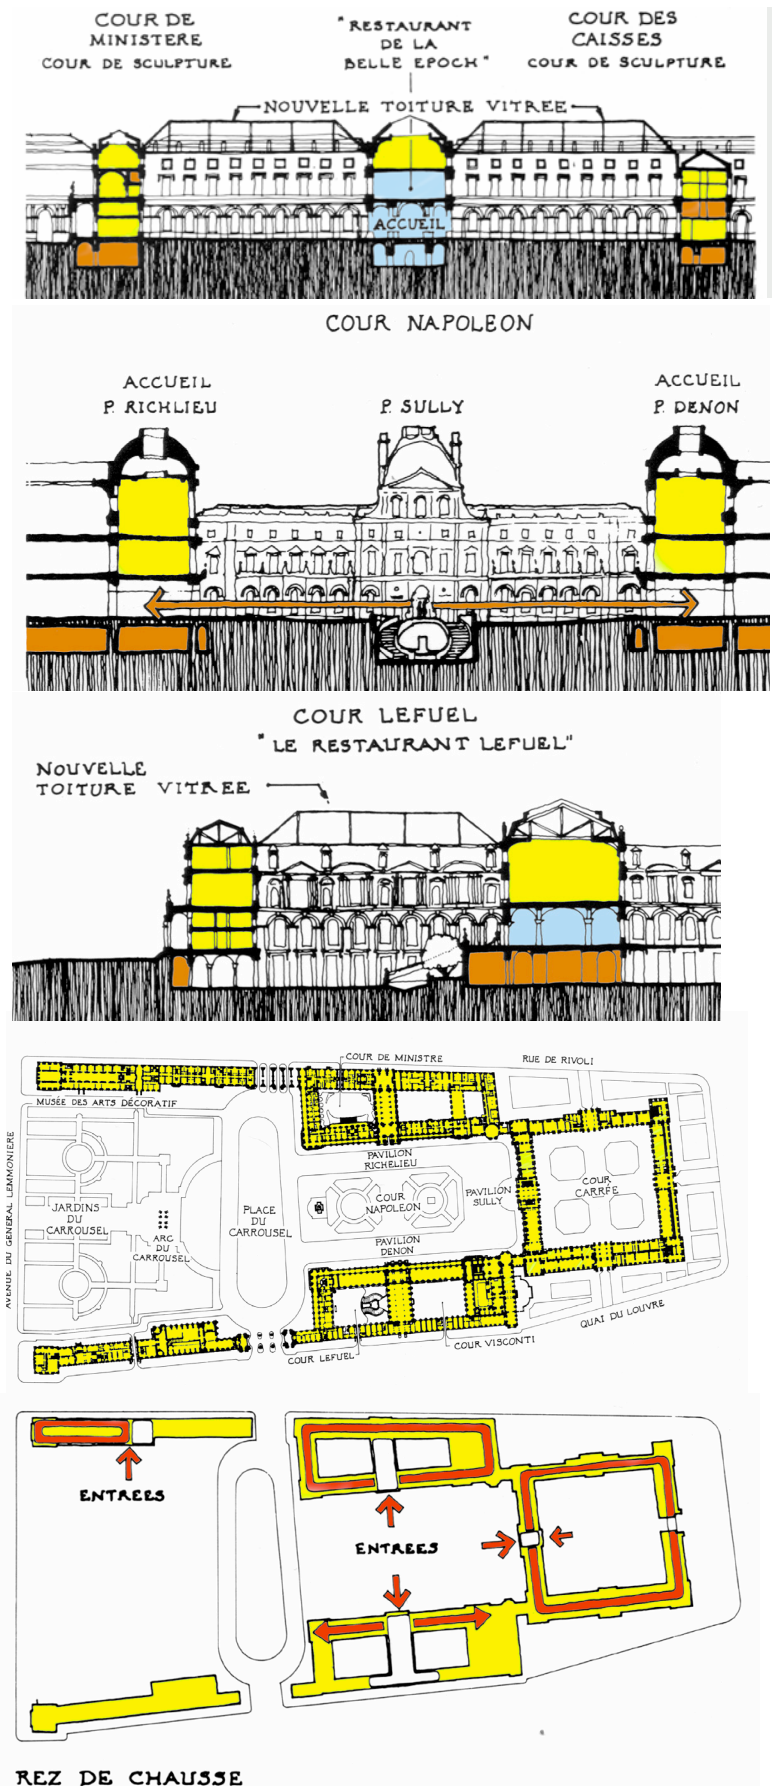 COUR DE
MINISTERE
COUR DE SCULPTURE
"RESTAURANT
DE LA
BELLE EPOCH"
COUR DES
CAISSES
COUR DE SCULPTURE
NOUVELLE TOITURE VITREE
ACCUEIL
COUR NAPOLEON
ACCUEIL
P. RICHLIEU
P. SULLY
ACCUEIL
P. DENON
COUR LEFUEL
"LE RESTAURANT LEFUEL"
NOUVELLE
TOITURE VITREE
COUR DE MINISTRE
RUE DE RIVOLI
MUSÉE DES ARTS DÉCORATIF
AVENUE DU GENERAL LEMMONIERE
PAVILION
RICHELIEU
JARDINS
DU
CARROUSEL
ARC
DU
CARROUSEL
PLACE
DU
CARROUSEL
COUR
NAPOLEON
PAVILION
SULLY
COUR
CARRÉE
PAVILION
DENON
COUR LEFUEL
COUR VISCONTI
QUAI DU LOUVRE
ENTREES
ENTREES
REZ DE CHAUSSE